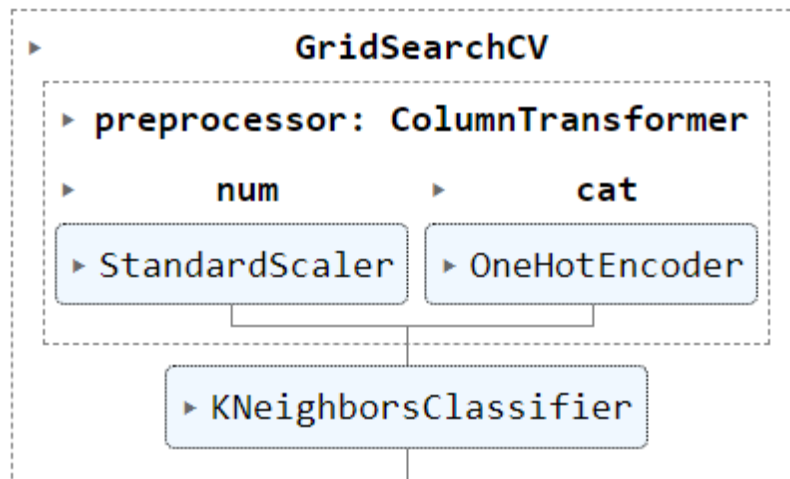 GridSearchCV
preprocessor: ColumnTransformer
num cat
StandardScaler OneHotEncoder
KNeighborsClassifier